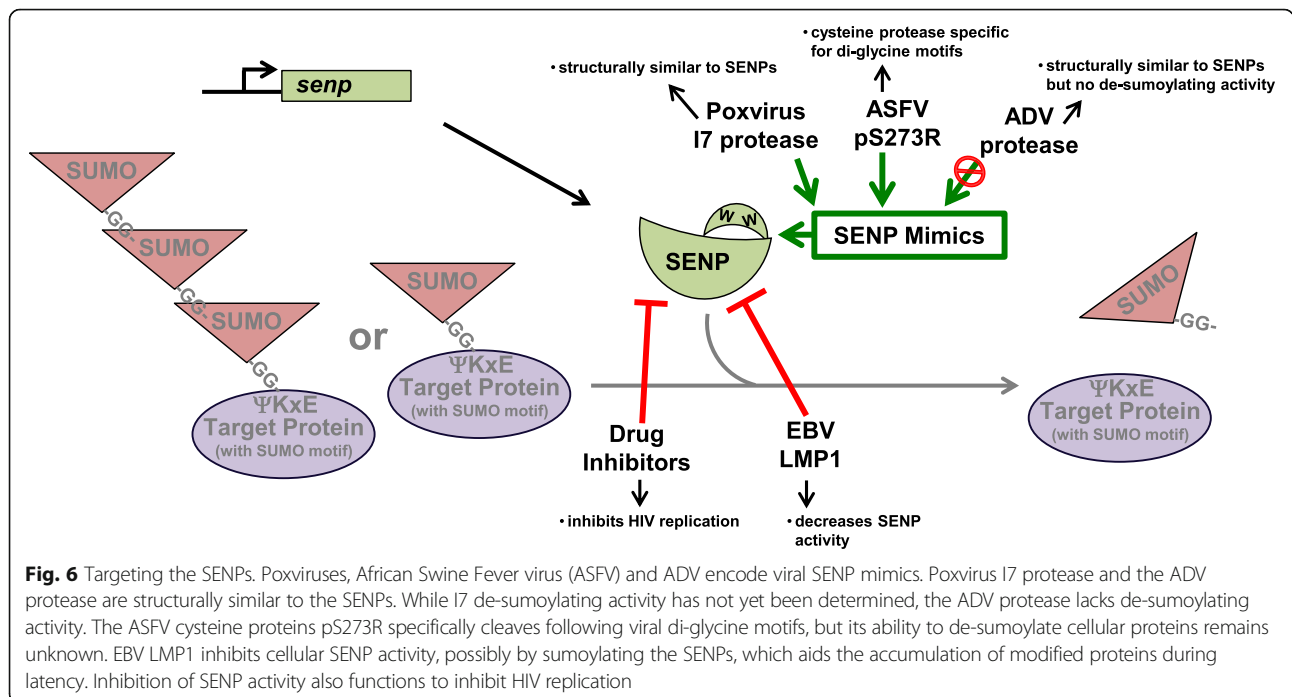 • cysteine protease specific
for di-glycine motifs
• structurally similar to SENPs
• structurally similar to SENPs
but no de-sumoylating activity
senp
Poxvirus
I7 protease
ASFV
pS273R
ADV
protease
SUMO
-GG-
SUMO
-GG-
SUMO
-GG-
ΨKxE
Target Protein
(with SUMO motif)
or
SUMO
-GG-
ΨKxE
Target Protein
(with SUMO motif)
W W
SENP
SENP Mimics
SUMO
-GG-
ΨKxE
Target Protein
(with SUMO motif)
Drug
Inhibitors
• inhibits HIV replication
EBV
LMP1
• decreases SENP
activity
Fig. 6 Targeting the SENPs. Poxviruses, African Swine Fever virus (ASFV) and ADV encode viral SENP mimics. Poxvirus I7 protease and the ADV
protease are structurally similar to the SENPs. While I7 de-sumoylating activity has not yet been determined, the ADV protease lacks de-sumoylating
activity. The ASFV cysteine proteins pS273R specifically cleaves following viral di-glycine motifs, but its ability to de-sumoylate cellular proteins remains
unknown. EBV LMP1 inhibits cellular SENP activity, possibly by sumoylating the SENPs, which aids the accumulation of modified proteins during
latency. Inhibition of SENP activity also functions to inhibit HIV replication